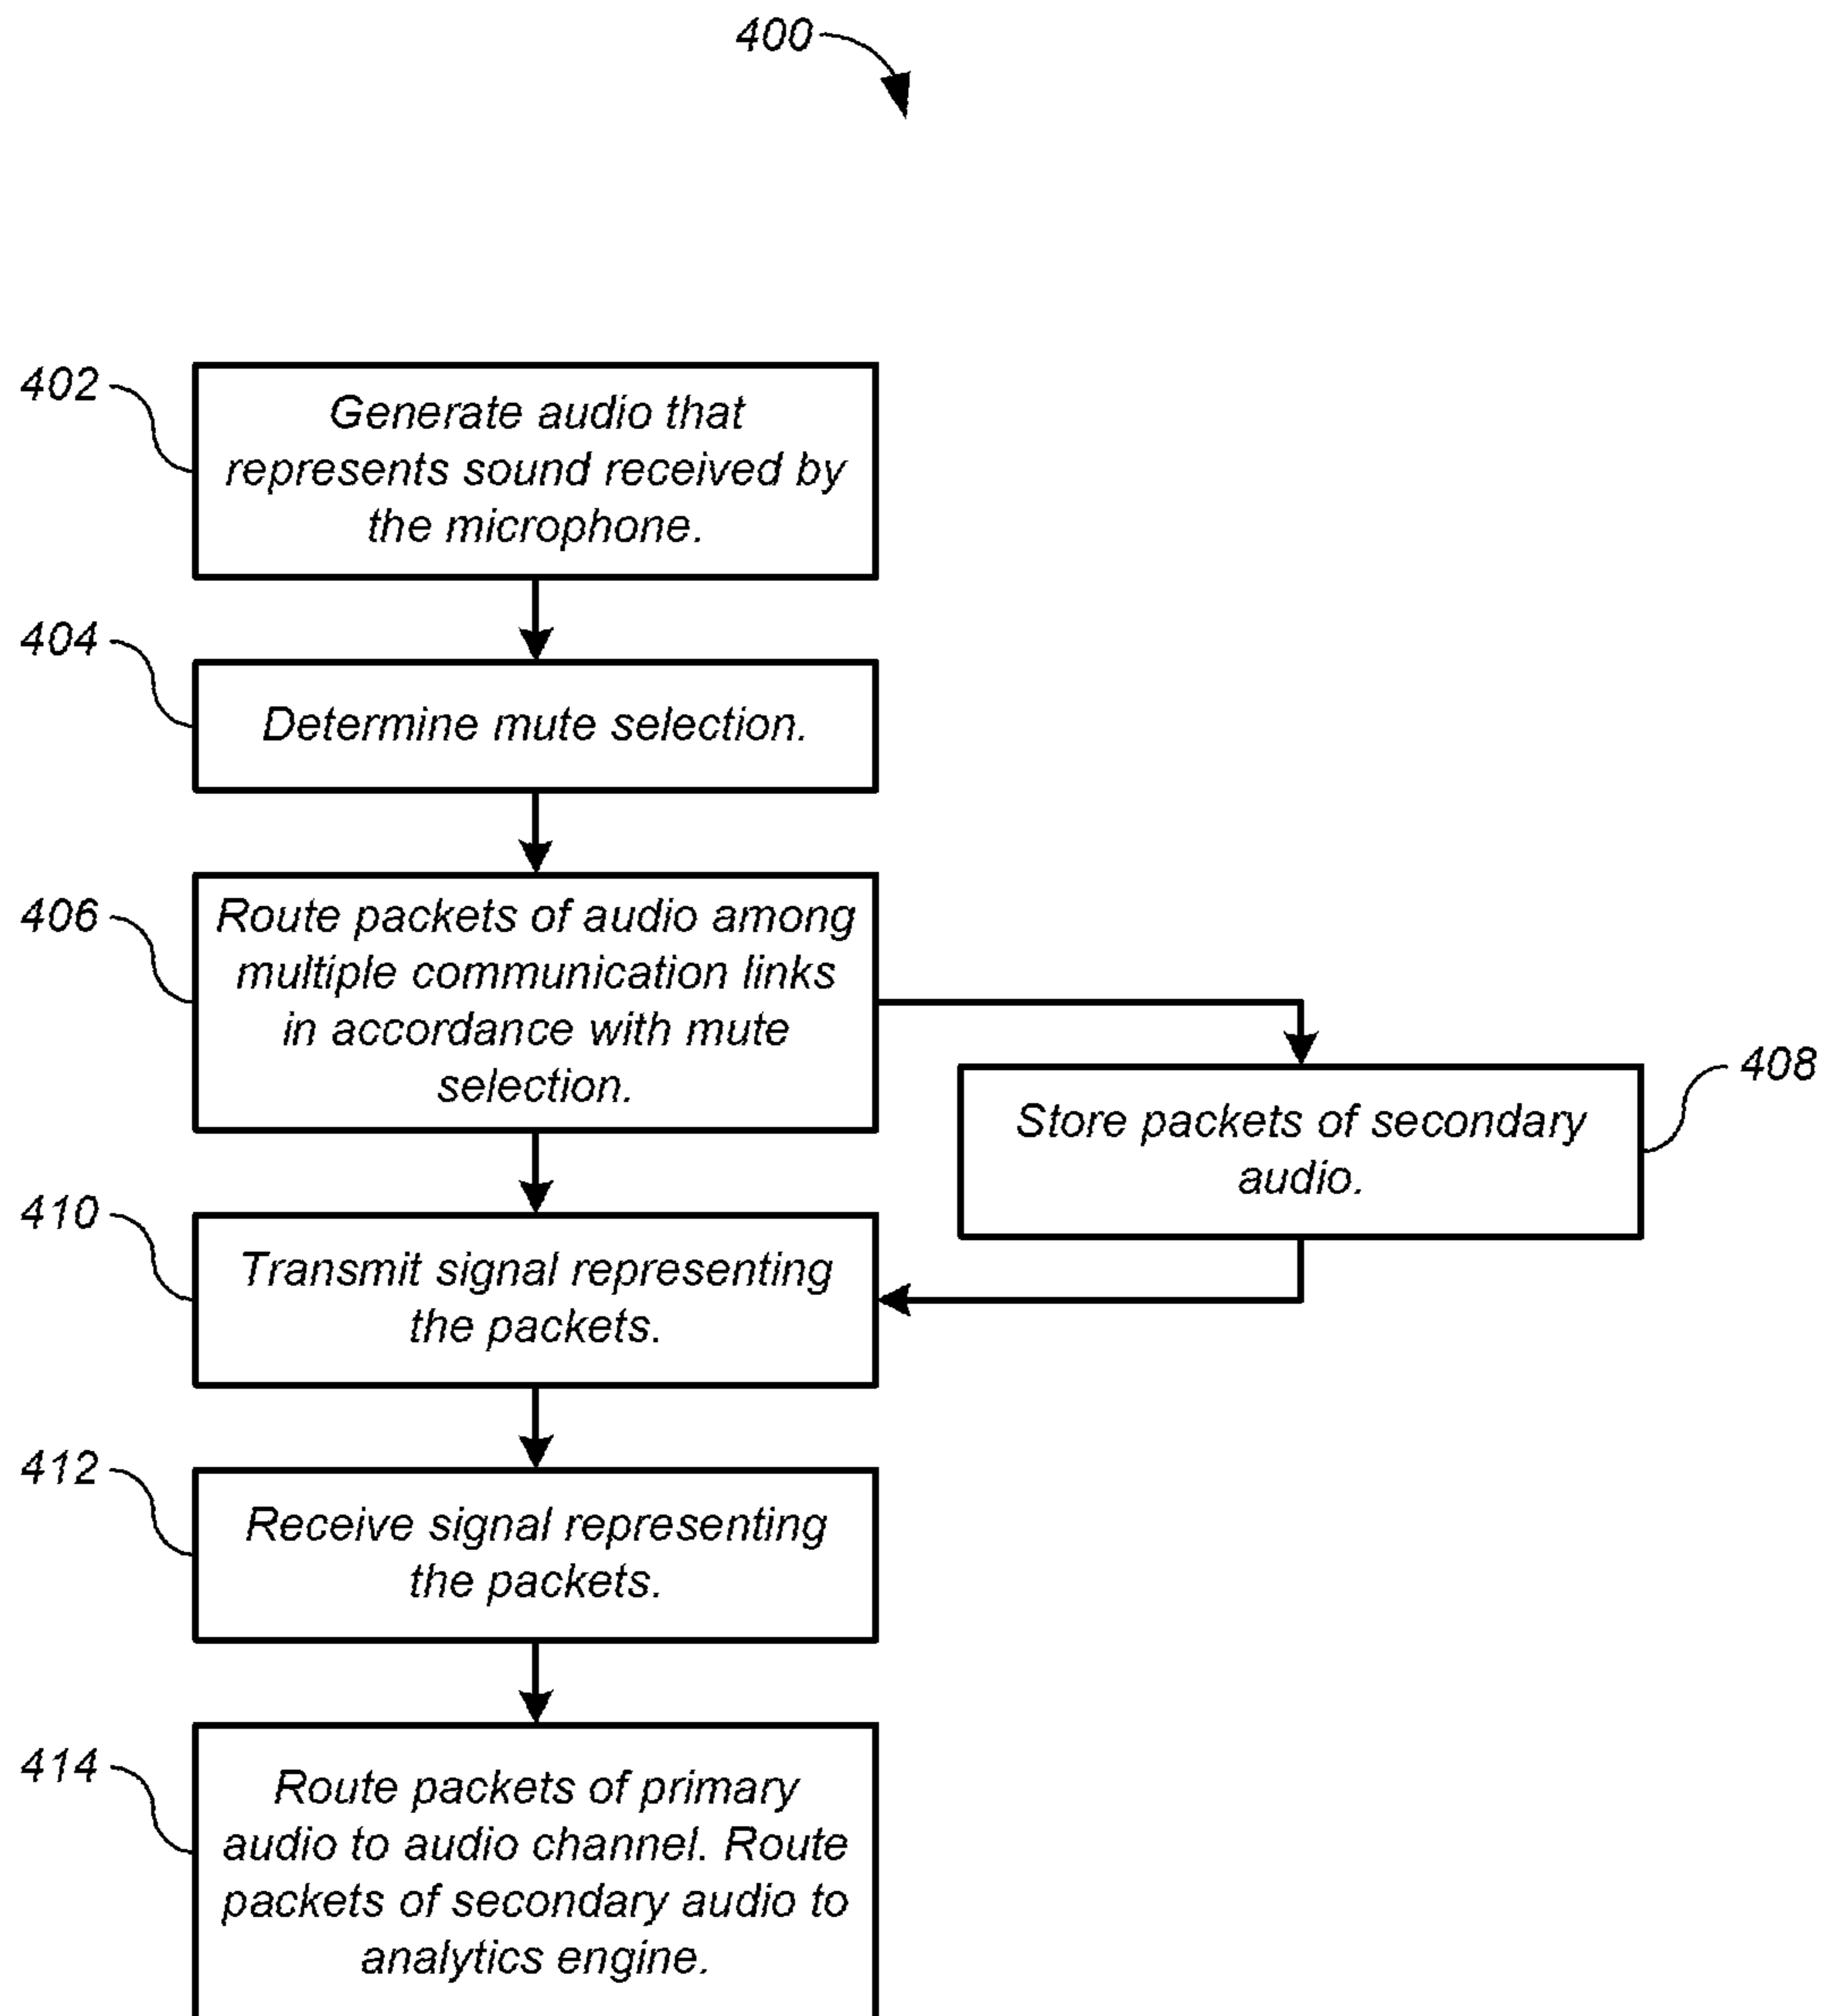 400
402
Generate audio that
represents sound received by
the microphone.
404
Determine mute selection.
406
Route packets of audio among
multiple communication links
in accordance with mute
selection.
408
Store packets of secondary
audio.
410
Transmit signal representing
the packets.
412
Receive signal representing
the packets.
414
Route packets of primary
audio to audio channel. Route
packets of secondary audio to
analytics engine.